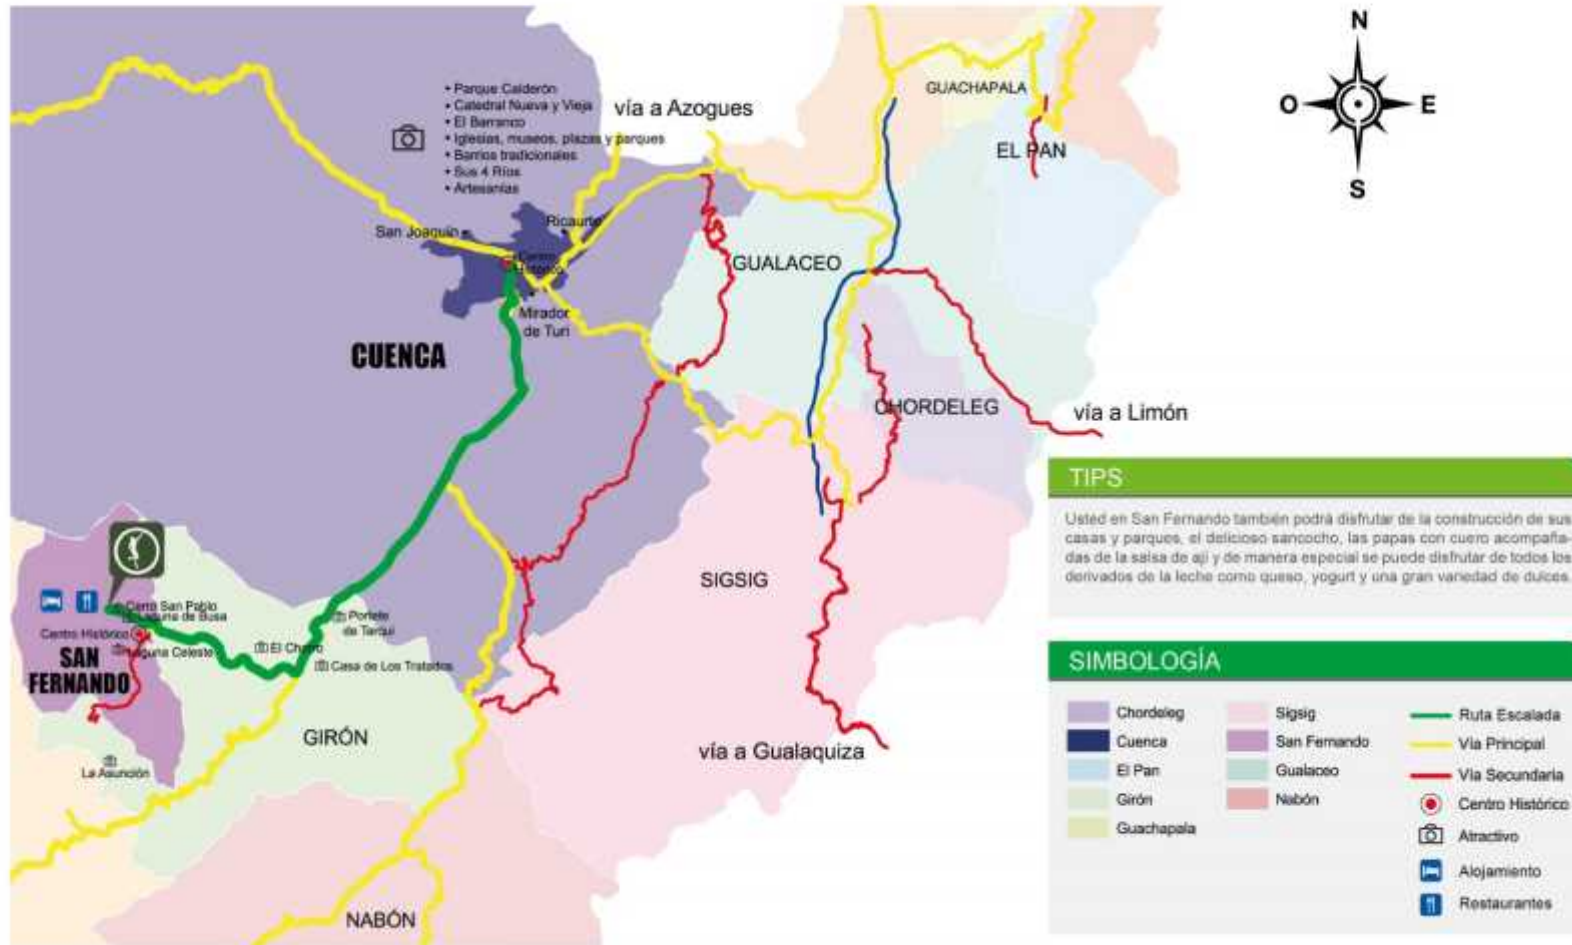 N
O
E
S
• Parque Calderón
• Catedral Nueva y Vieja
• El Barranco
• Iglesias, museos, plazas y parques
• Barrios tradicionales
• Sus 4 Ríos
• Artesanías
vía a Azogues
GUACHAPALA
EL PAN
San Joaquín
Ricaurte
Centro
Histórico
Mirador
de Turi
CUENCA
GUALACEO
CHORDELEG
vía a Limón
SIGSIG
vía a Gualaquiza
Cerro San Pablo
Laguna de Busa
Centro Histórico
Laguna Celeste
SAN
FERNANDO
El Chorro
Portete
de Tarqui
Casa de Los Tratados
GIRÓN
La Asunción
NABÓN
TIPS
Usted en San Fernando también podrá disfrutar de la construcción de sus
casas y parques, el delicioso sancocho, las papas con cuero acompaña-
das de la salsa de ají y de manera especial se puede disfrutar de todos los
derivados de la leche como queso, yogurt y una gran variedad de dulces.
SIMBOLOGÍA
Chordeleg
Cuenca
El Pan
Girón
Guachapala
Sigsig
San Fernando
Gualaceo
Nabón
Ruta Escalada
Vía Principal
Vía Secundaria
Centro Histórico
Atractivo
Alojamiento
Restaurantes